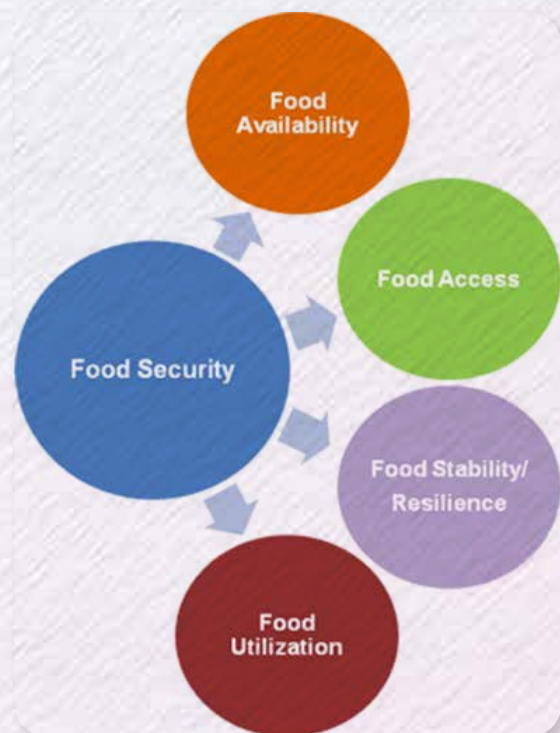 Food
Availability
Food Access
Food Security
Food Stability/
Resilience
Food
Utilization